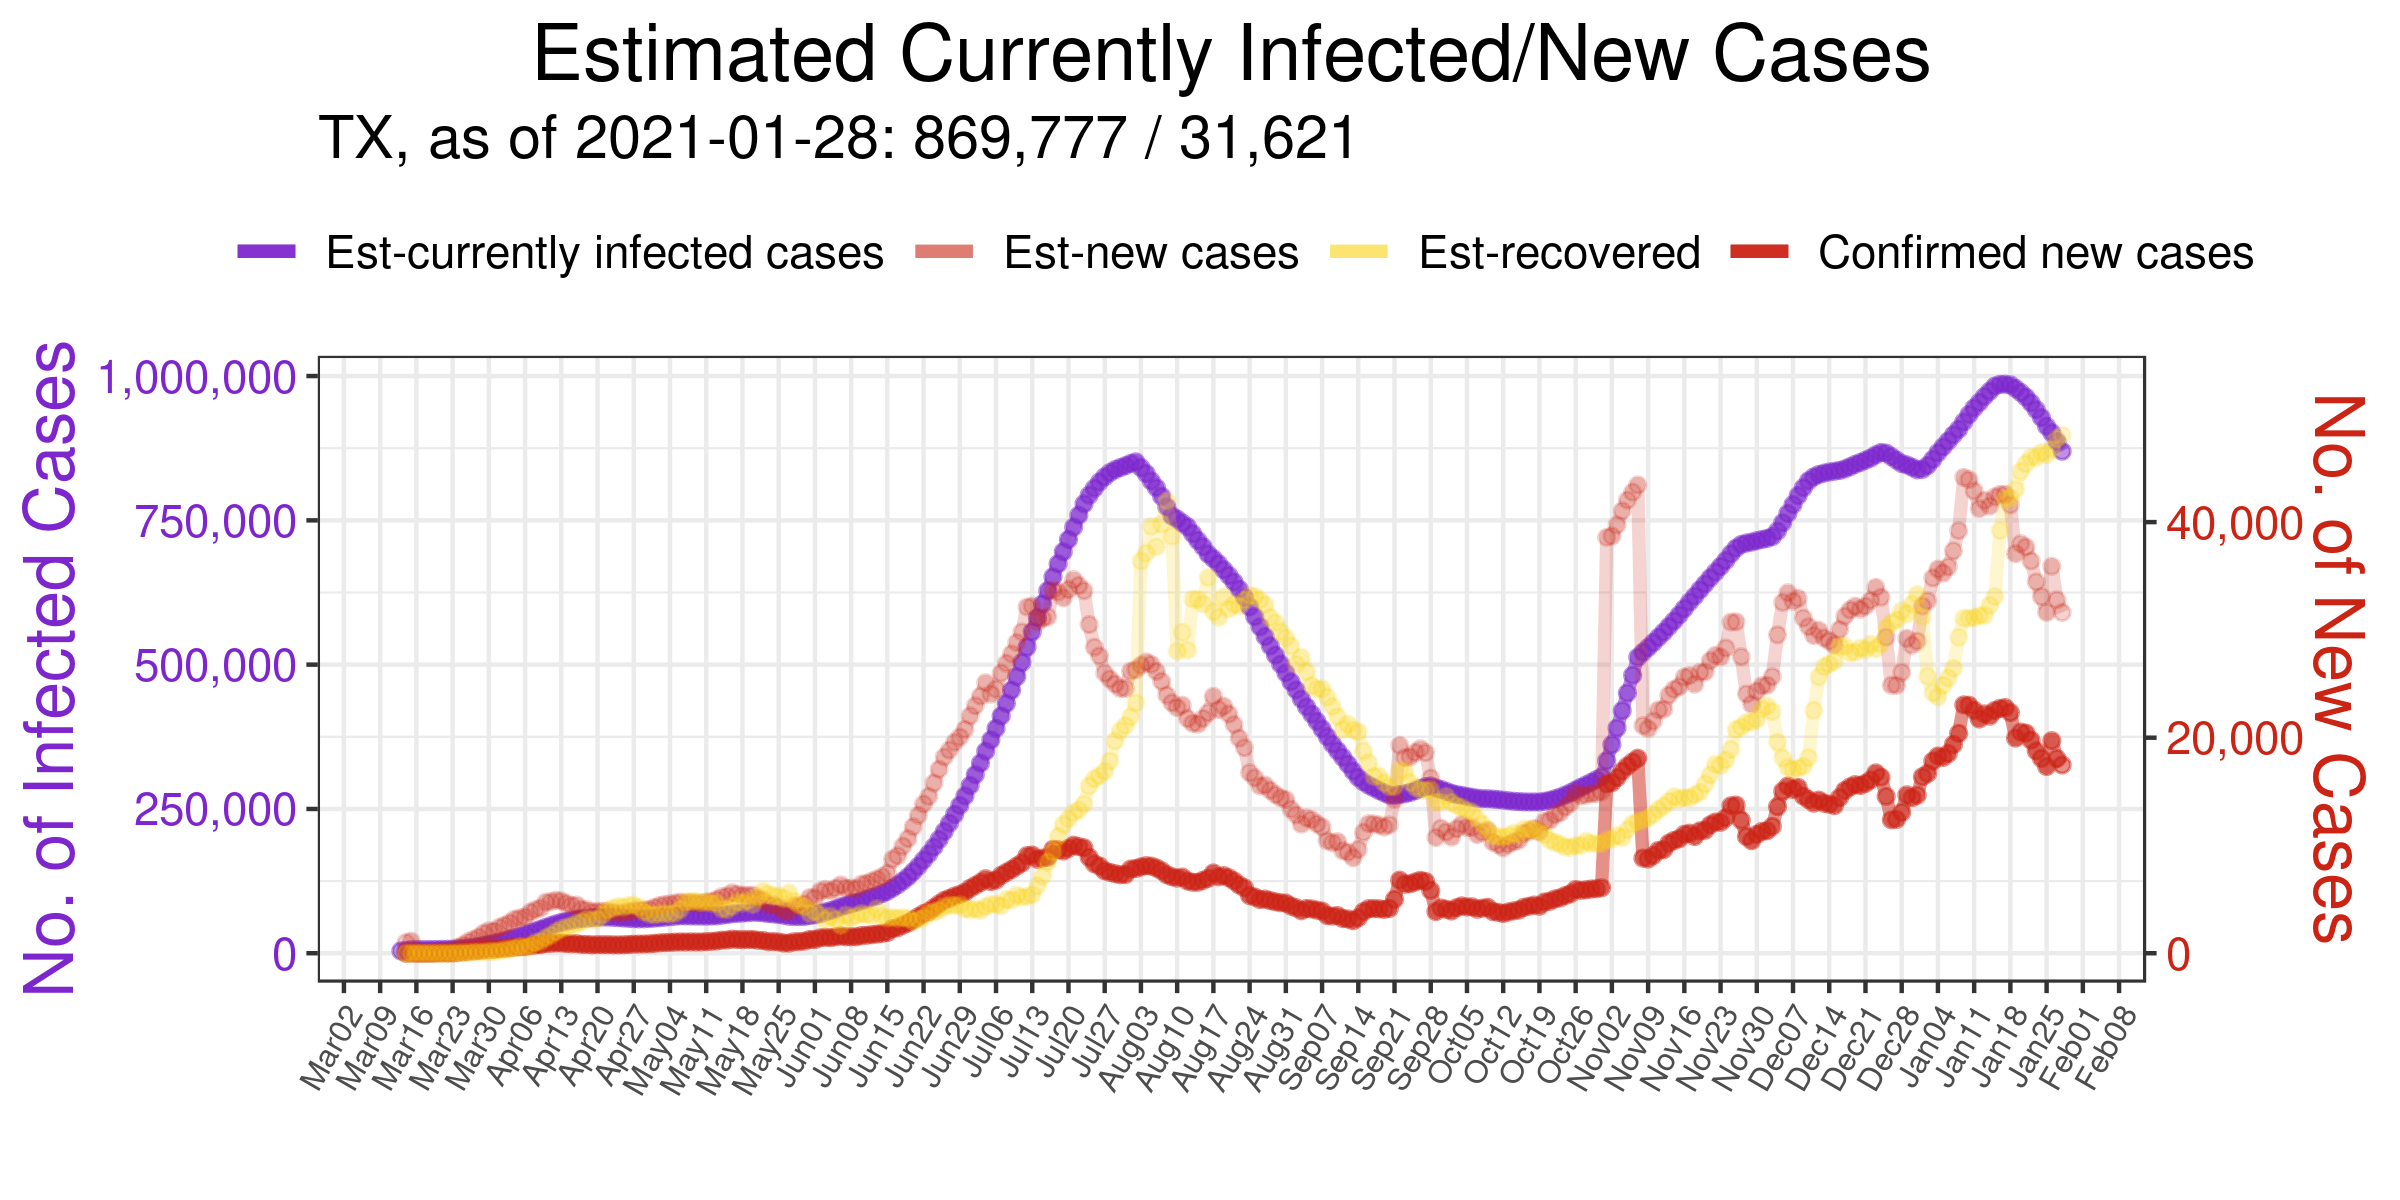 Estimated Currently Infected/New Cases
TX, as of 2021-01-28: 869,777 / 31,621
Est-currently infected cases Est-new cases Est-recovered Confirmed new cases
No. of Infected Cases
1,000,000
750,000
500,000
250,000
0
40,000
20,000
0
No. of New Cases
Mar02 Mar09 Mar16 Mar23 Mar30 Apr06 Apr13 Apr20 Apr27 May04 May11 May18 May25 Jun01 Jun08 Jun15 Jun22 Jun29 Jul06 Jul13 Jul20 Jul27 Aug03 Aug10 Aug17 Aug24 Aug31 Sep07 Sep14 Sep21 Sep28 Oct05 Oct12 Oct19 Oct26 Nov02 Nov09 Nov16 Nov23 Nov30 Dec07 Dec14 Dec21 Dec28 Jan04 Jan11 Jan18 Jan25 Feb01 Feb08